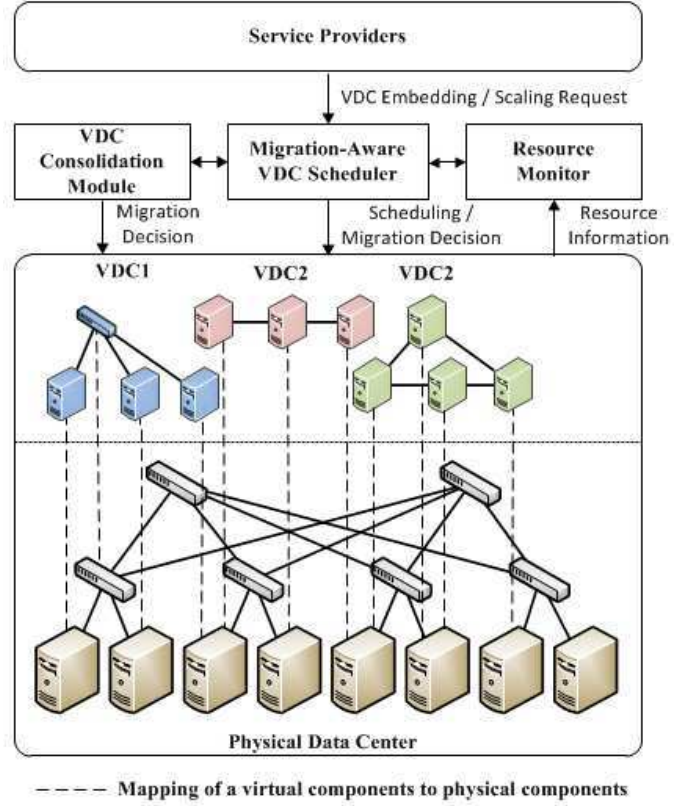 Service Providers
VDC Embedding / Scaling Request
VDC
Consolidation
Module
Migration-Aware
VDC Scheduler
Resource
Monitor
Migration
Decision
Scheduling /
Migration Decision
Resource
Information
VDC1
VDC2
VDC2
Physical Data Center
Mapping of a virtual components to physical components